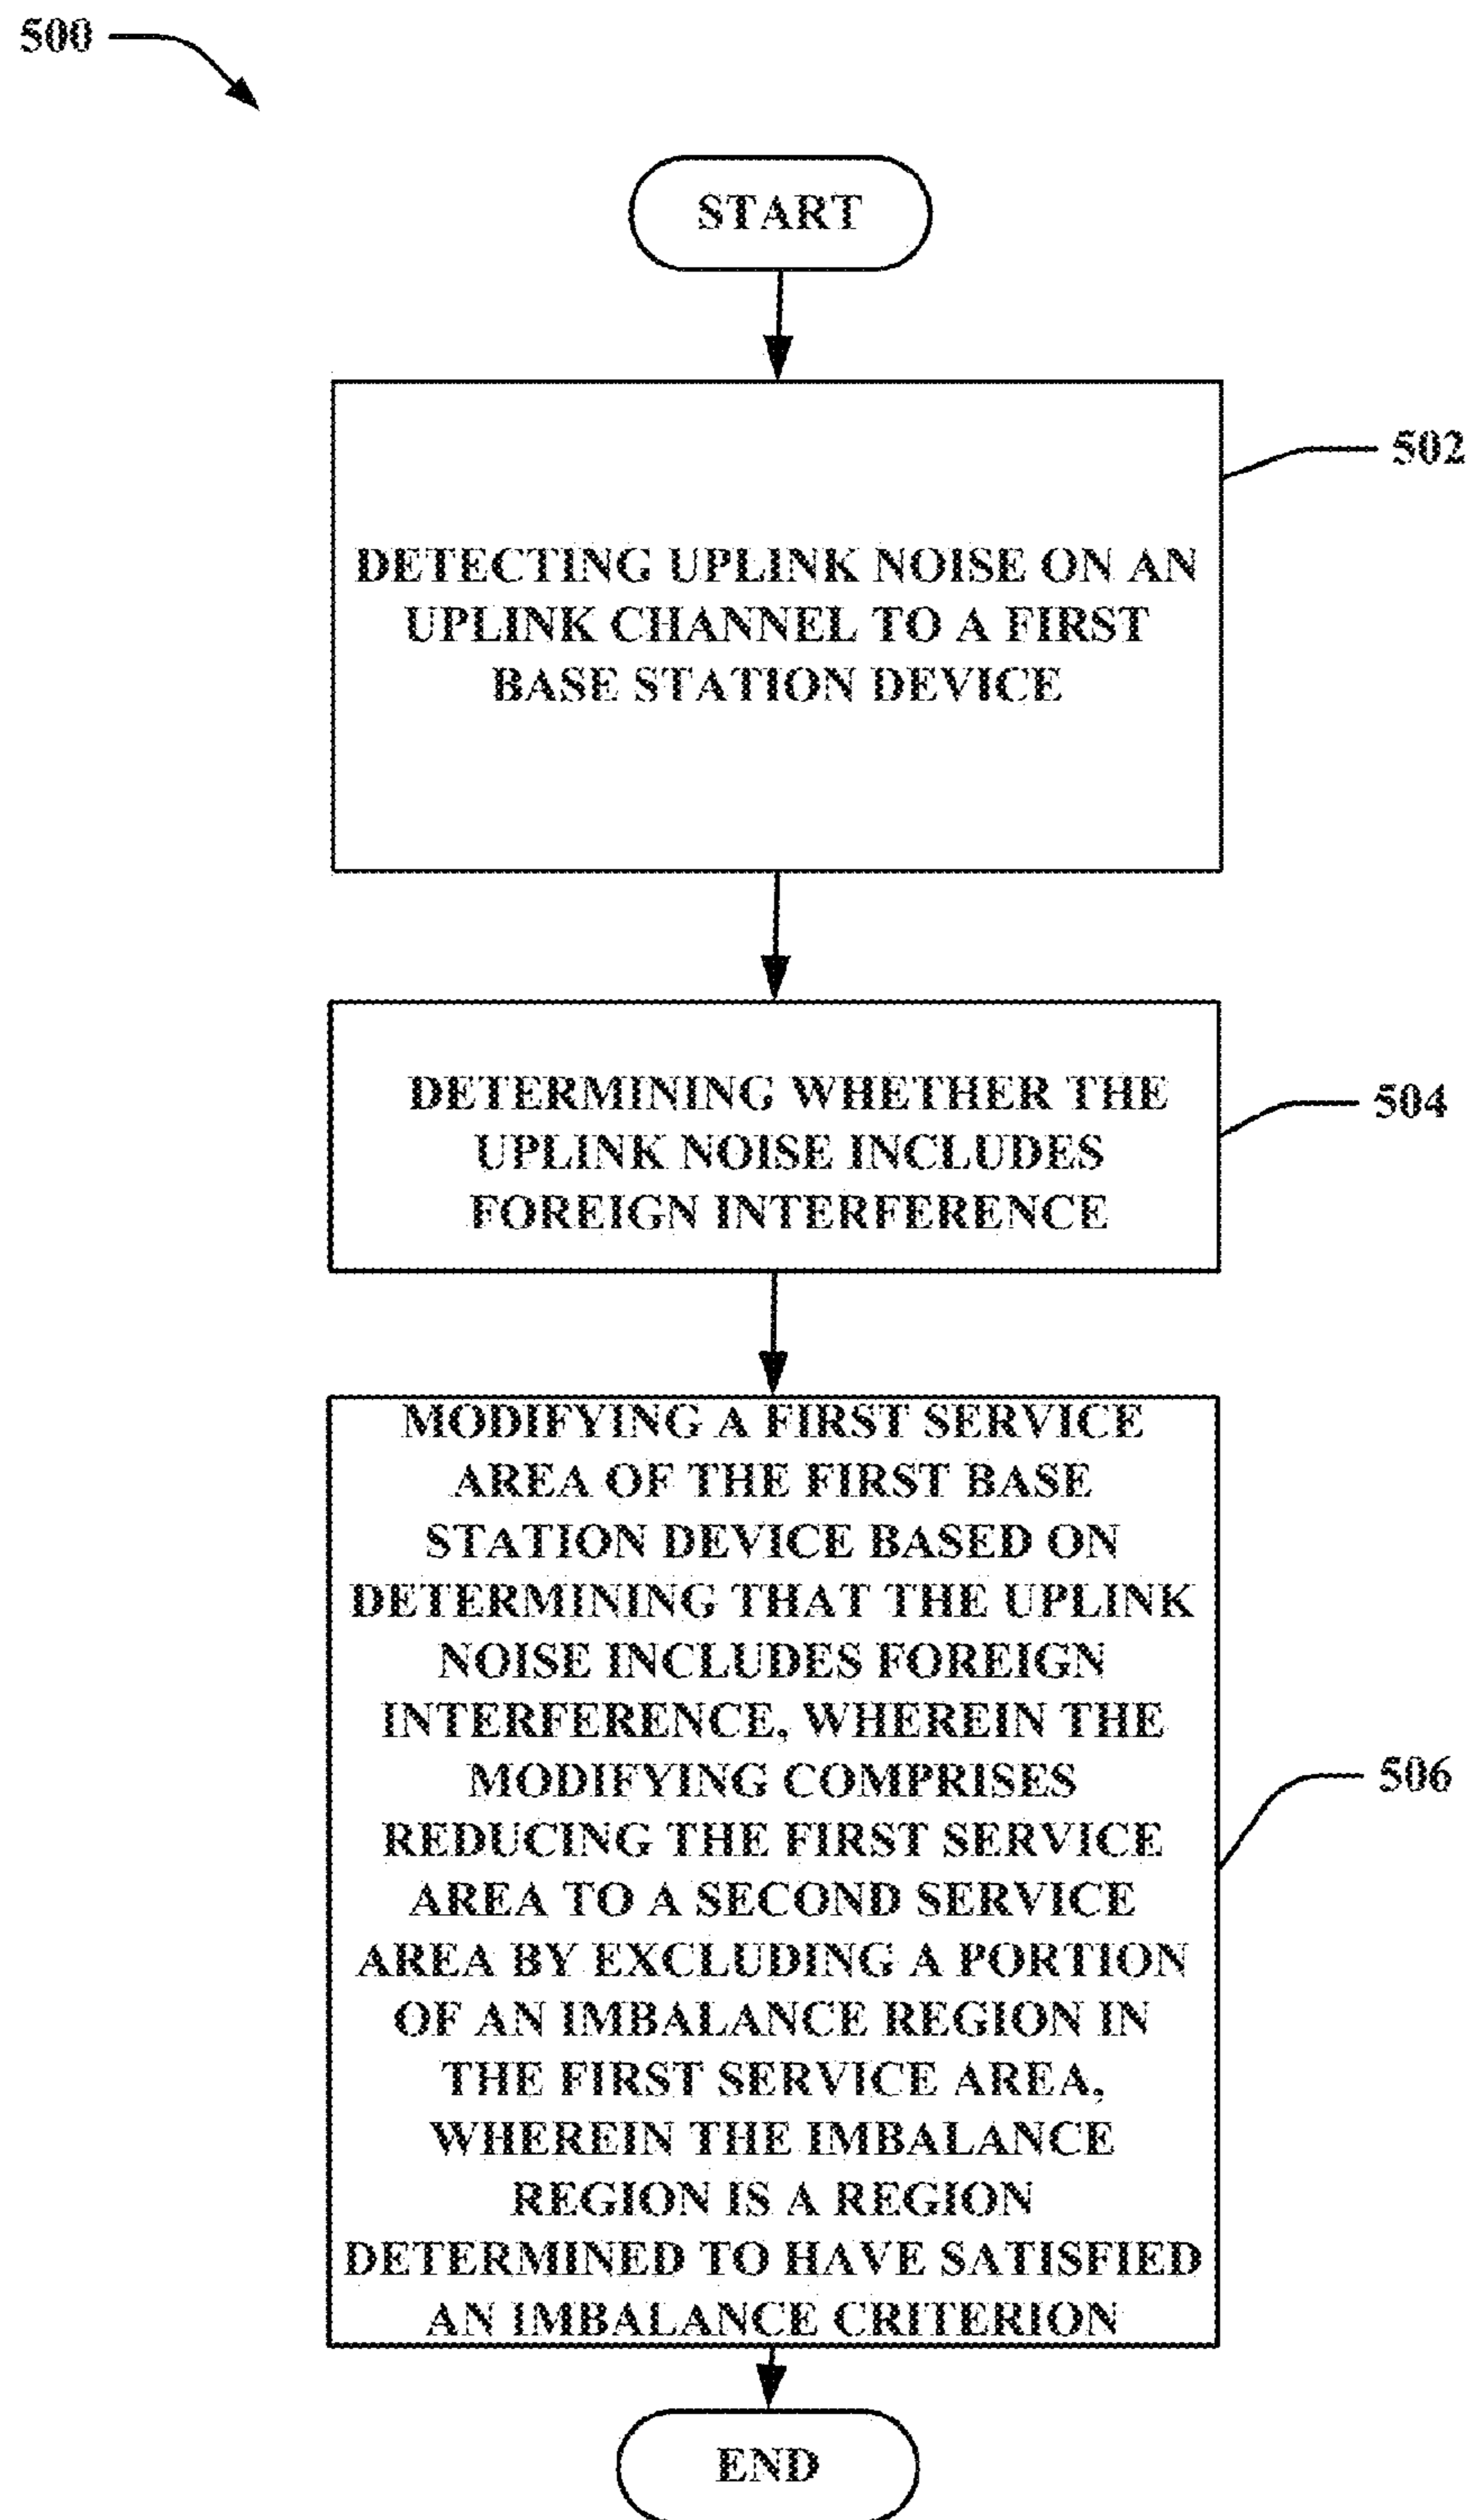 500
START
502
DETECTING UPLINK NOISE ON AN
UPLINK CHANNEL TO A FIRST
BASE STATION DEVICE
504
DETERMINING WHETHER THE
UPLINK NOISE INCLUDES
FOREIGN INTERFERENCE
MODIFYING A FIRST SERVICE
AREA OF THE FIRST BASE
STATION DEVICE BASED ON
DETERMINING THAT THE UPLINK
NOISE INCLUDES FOREIGN
INTERFERENCE, WHEREIN THE
MODIFYING COMPRISES
506
REDUCING THE FIRST SERVICE
AREA TO A SECOND SERVICE
AREA BY EXCLUDING A PORTION
OF AN IMBALANCE REGION IN
THE FIRST SERVICE AREA,
WHEREIN THE IMBALANCE
REGION IS A REGION
DETERMINED TO HAVE SATISFIED
AN IMBALANCE CRITERION
END